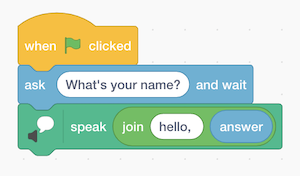 when clicked
ask What's your name? and wait
speak join hello, answer